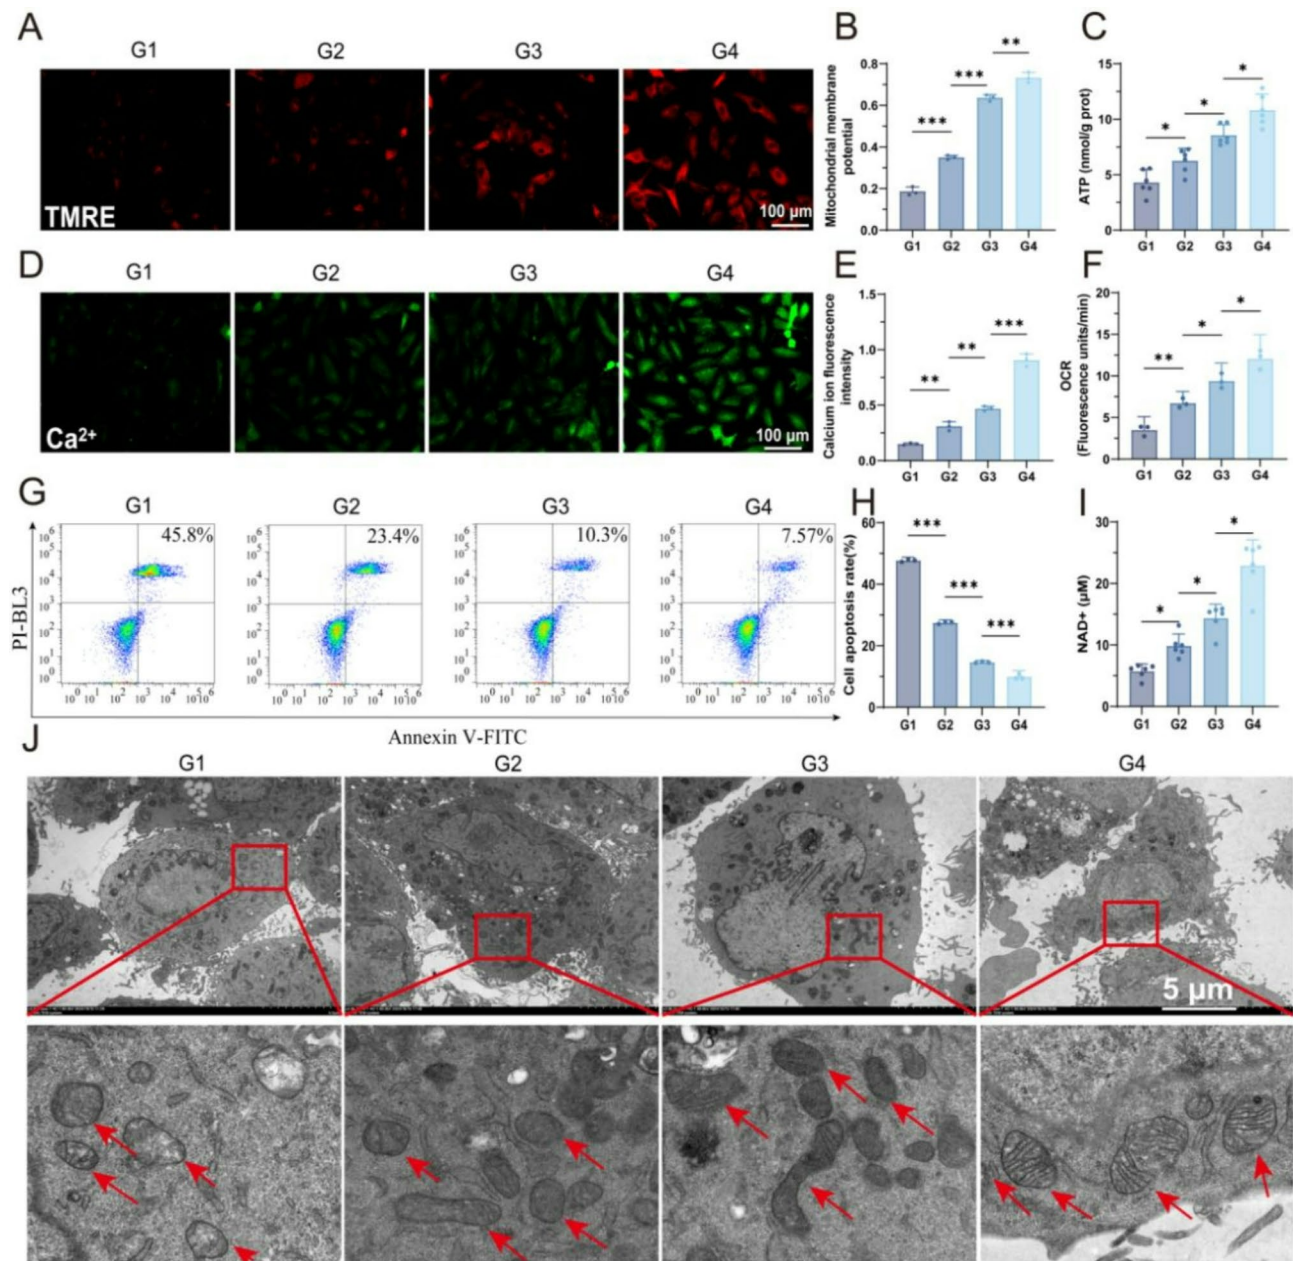 A
G1 G2 G3 G4
TMRE
100 µm
B
Mitochondrial membrane
potential
0.8
0.6
0.4
0.2
0.0
*** *** **
G1 G2 G3 G4
C
ATP (nmol/g prot)
15
10
5
0
* * *
G1 G2 G3 G4
D
G1 G2 G3 G4
Ca²⁺
100 µm
E
Calcium ion fluorescence
intensity
1.5
1.0
0.5
0.0
** ** ***
G1 G2 G3 G4
F
OCR
(Fluorescence units/min)
20
15
10
5
0
** * *
G1 G2 G3 G4
G
G1 G2 G3 G4
45.8% 23.4% 10.3% 7.57%
PI-BL3
Annexin V-FITC
H
Cell apoptosis rate(%)
60
40
20
0
*** *** ***
G1 G2 G3 G4
I
NAD+ (µM)
30
20
10
0
* * *
G1 G2 G3 G4
J
G1 G2 G3 G4
5 µm